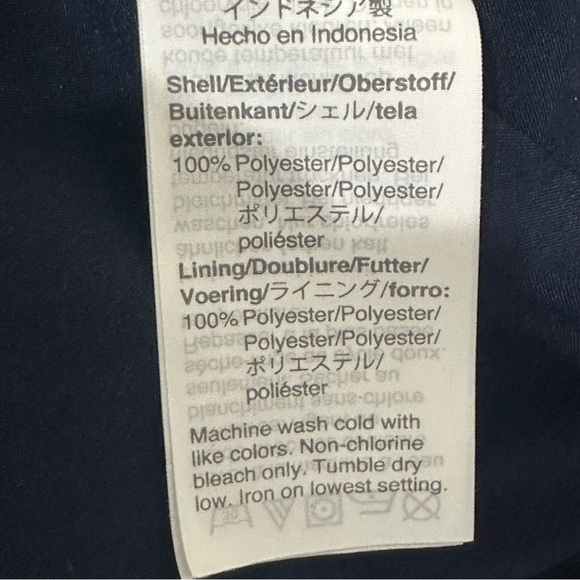 インドネシア製
Hecho en Indonesia
Shell/Extérieur/Oberstoff/
Buitenkant/シェル/tela
exterior:
100% Polyester/Polyester/
Polyester/Polyester/
ポリエステル/
poliéster
Lining/Doublure/Futter/
Voering/ライニング/forro:
100% Polyester/Polyester/
Polyester/Polyester/
ポリエステル/
poliéster
Machine wash cold with
like colors. Non-chlorine
bleach only. Tumble dry
low. Iron on lowest setting.